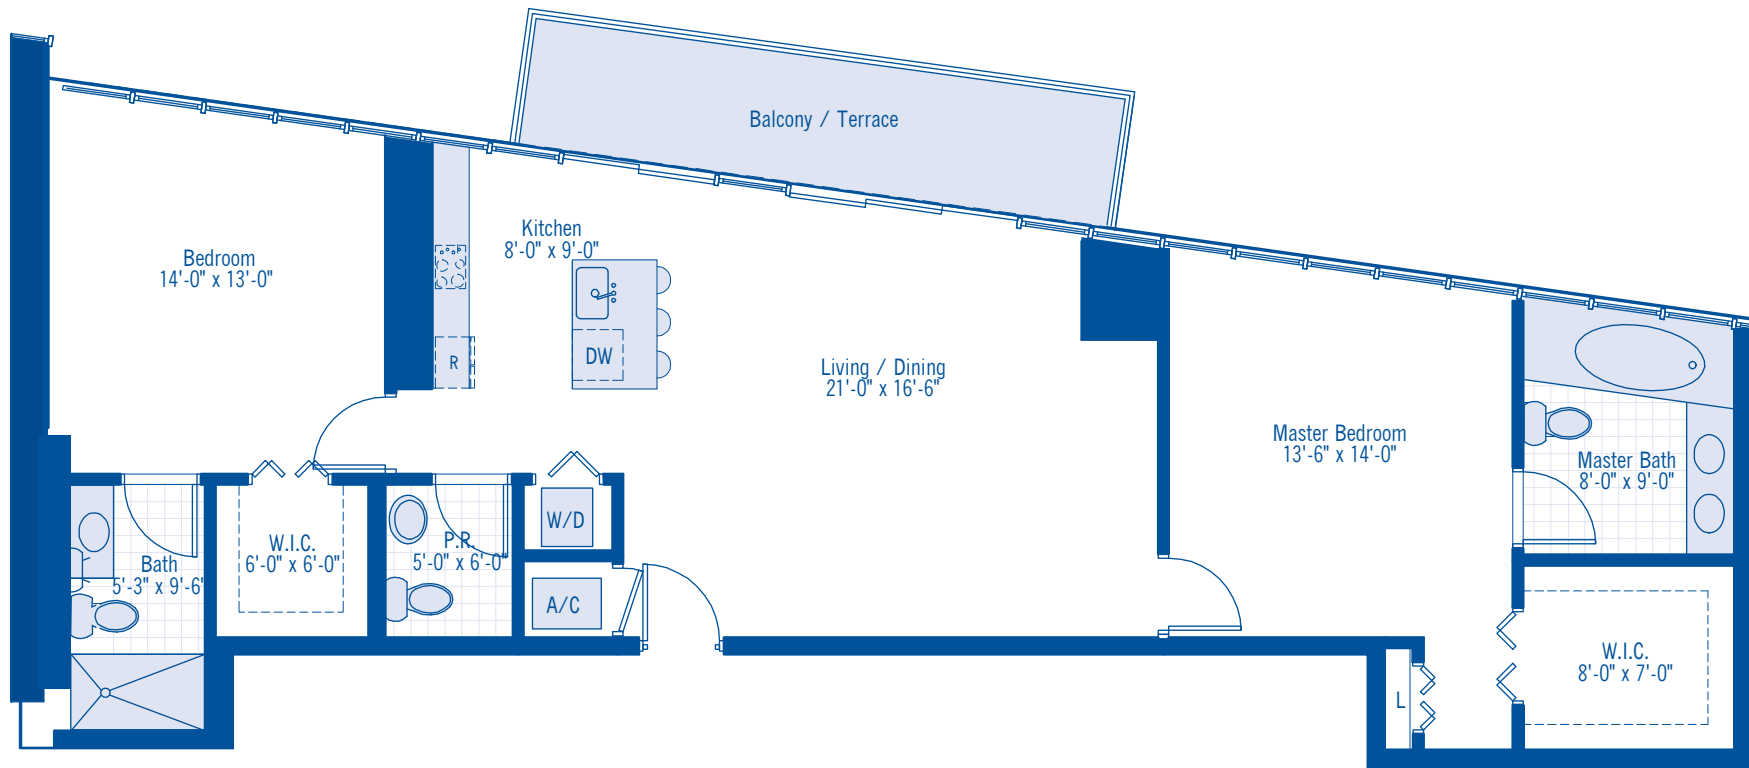 Balcony / Terrace
Kitchen
8'-0" x 9'-0"
Bedroom
14'-0" x 13'-0"
R
DW
Living / Dining
21'-0" x 16'-6"
Master Bedroom
13'-6" x 14'-0"
Master Bath
8'-0" x 9'-0"
W/D
W.I.C.
6'-0" x 6'-0"
P.R.
5'-0" x 6'-0"
Bath
5'-3" x 9'-6"
A/C
W.I.C.
8'-0" x 7'-0"
L